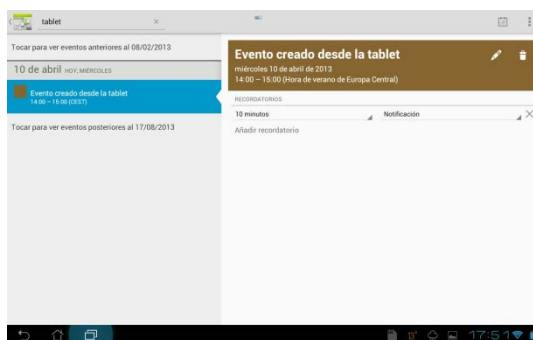 tablet
Tocar para ver eventos anteriores al 08/02/2013
10 de abril HOY, MIÉRCOLES
Evento creado desde la tablet
14:00 – 15:00 (CEST)
Tocar para ver eventos posteriores al 17/08/2013
Evento creado desde la tablet
miércoles 10 de abril de 2013
14:00 – 15:00 (Hora de verano de Europa Central)
RECORDATORIOS
10 minutos
Notificación
Añadir recordatorio
17:51